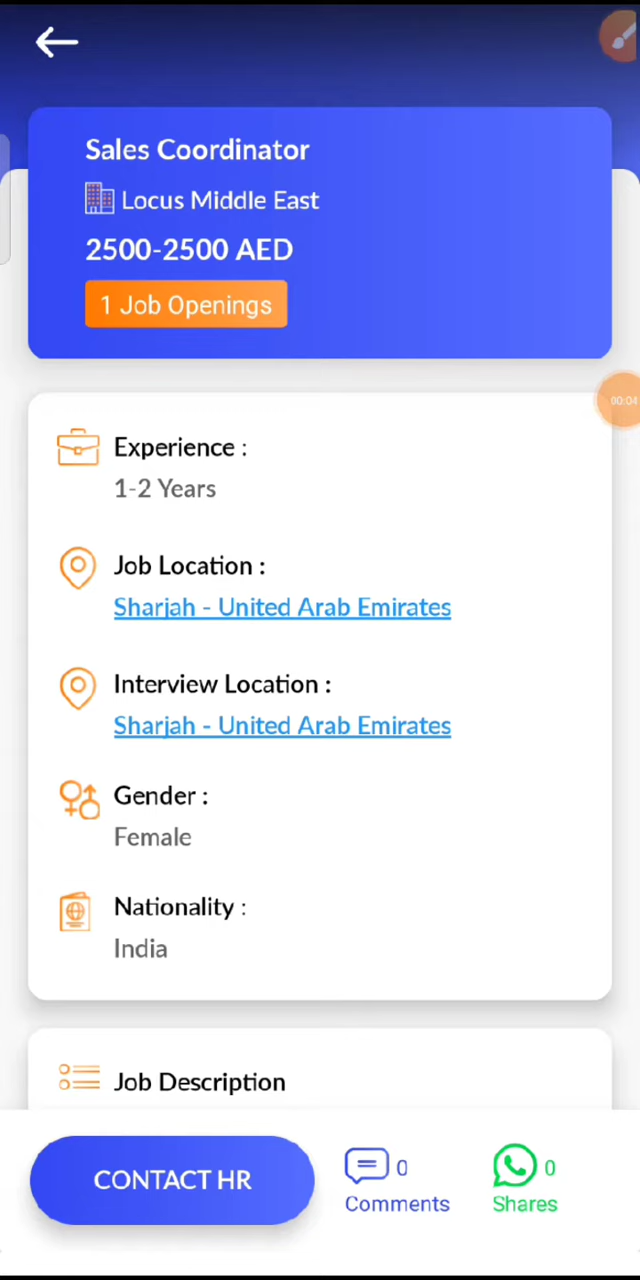 Sales Coordinator
Locus Middle East
2500-2500 AED
1 Job Openings
00:04
Experience :
1-2 Years
Job Location :
Sharjah - United Arab Emirates
Interview Location :
Sharjah - United Arab Emirates
Gender :
Female
Nationality :
India
Job Description
CONTACT HR
0
Comments
0
Shares